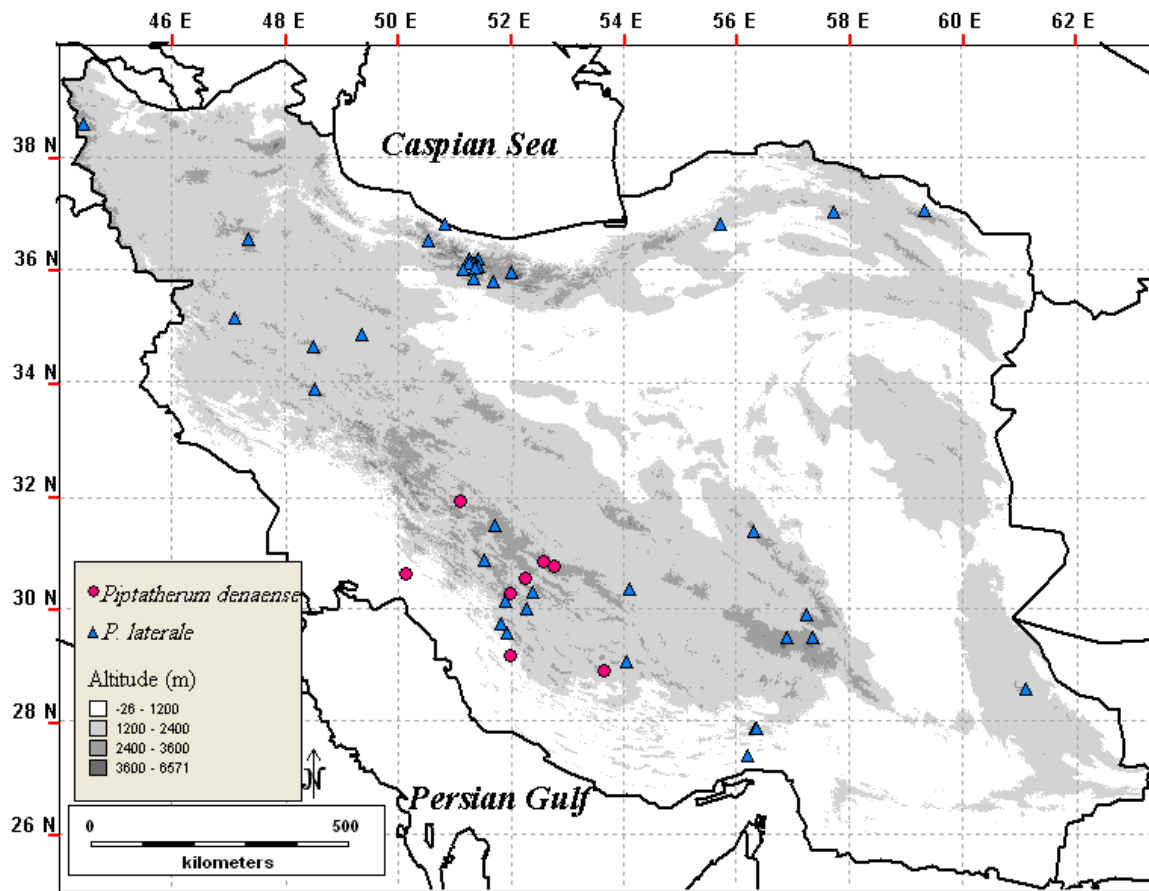 46 E 48 E 50 E 52 E 54 E 56 E 58 E 60 E 62 E
38 N
36 N
34 N
32 N
30 N
28 N
26 N
Caspian Sea
Persian Gulf
Piptatherum denaense
P. laterale
Altitude (m)
-26 - 1200
1200 - 2400
2400 - 3600
3600 - 6571
N
0 500
kilometers